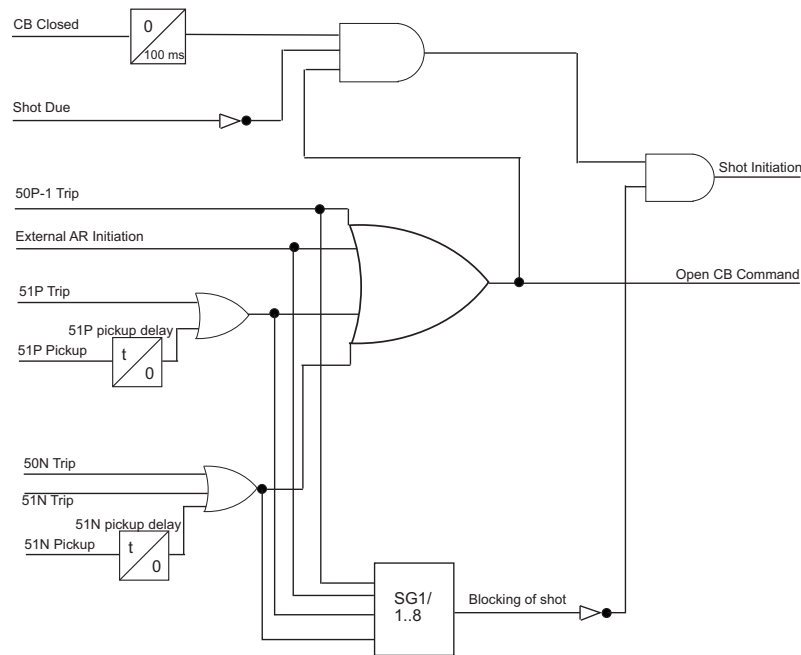 CB Closed
0
100 ms
Shot Due
Shot Initiation
50P-1 Trip
External AR Initiation
Open CB Command
51P Trip
51P pickup delay
51P Pickup
t
0
50N Trip
51N Trip
51N pickup delay
51N Pickup
t
0
SG1/
1..8
Blocking of shot